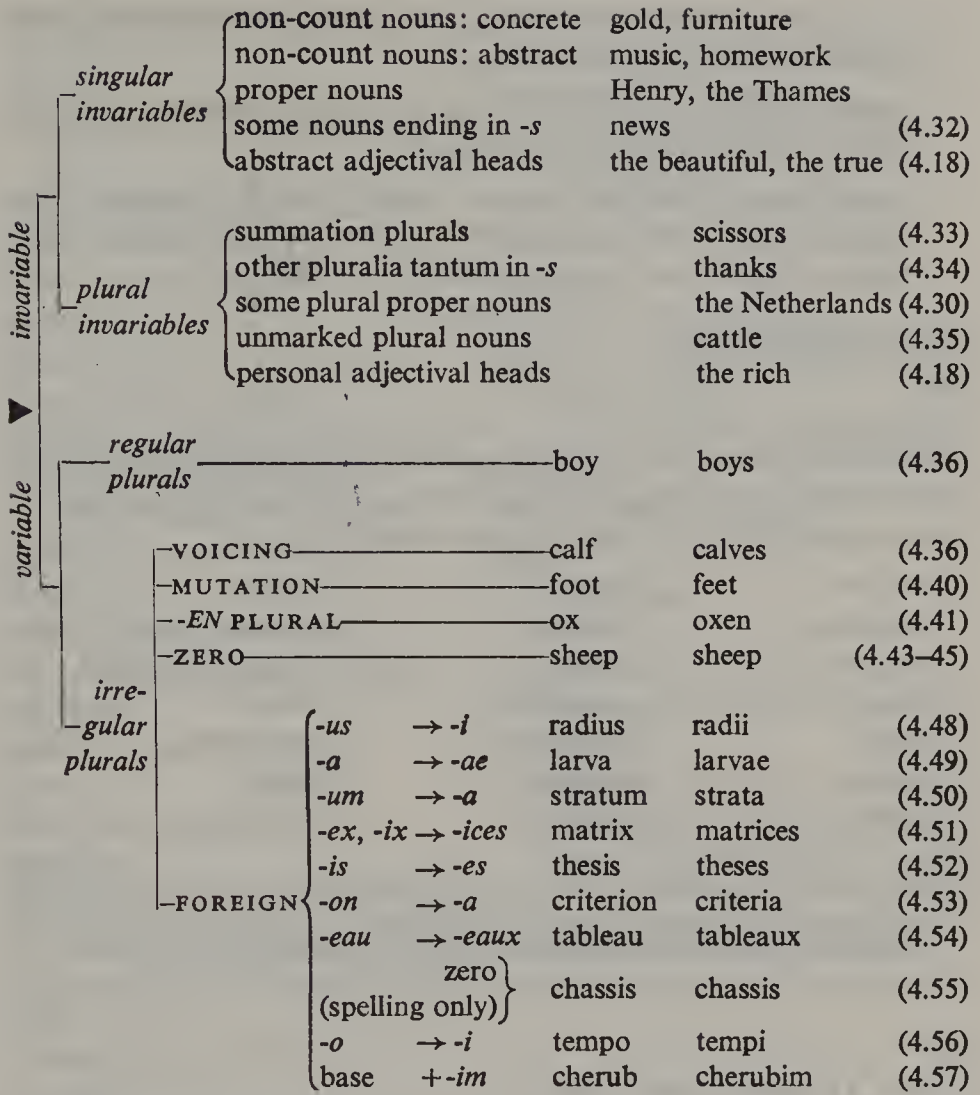 non-count nouns: concrete gold, furniture
non-count nouns: abstract music, homework
singular invariables
proper nouns Henry, the Thames
some nouns ending in -s news (4.32)
abstract adjectival heads the beautiful, the true (4.18)
invariable
summation plurals scissors (4.33)
other pluralia tantum in -s thanks (4.34)
plural invariables
some plural proper nouns the Netherlands (4.30)
unmarked plural nouns cattle (4.35)
personal adjectival heads the rich (4.18)
▼
variable
regular plurals boy boys (4.36)
VOICING calf calves (4.36)
MUTATION foot feet (4.40)
-EN PLURAL ox oxen (4.41)
ZERO sheep sheep (4.43–45)
irre-
gular
plurals
-us → -i radius radii (4.48)
-a → -ae larva larvae (4.49)
-um → -a stratum strata (4.50)
-ex, -ix → -ices matrix matrices (4.51)
-is → -es thesis theses (4.52)
FOREIGN
-on → -a criterion criteria (4.53)
-eau → -eaux tableau tableaux (4.54)
zero
(spelling only) chassis chassis (4.55)
-o → -i tempo tempi (4.56)
base + -im cherub cherubim (4.57)